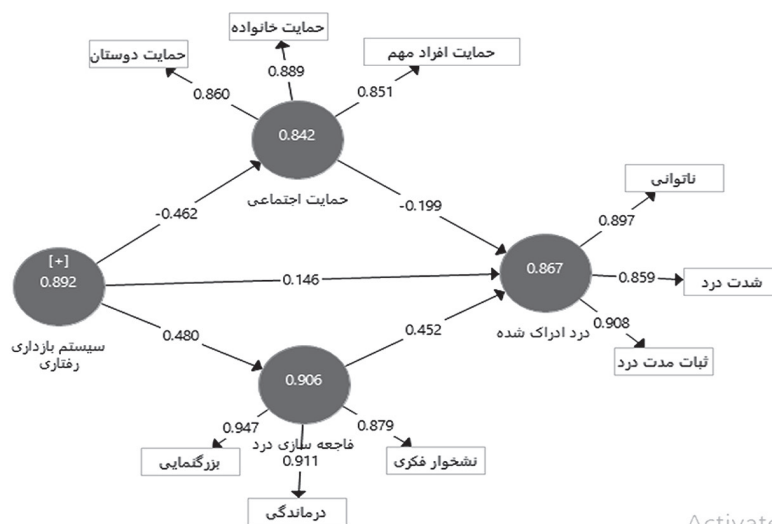 حمایت خانواده
حمایت دوستان
حمایت افراد مهم
0.889
0.860
0.851
0.842
حمایت اجتماعی
ناتوانی
-0.462
-0.199
0.897
[+]
0.892
0.146
0.867
0.859
شدت درد
سیستم بازداری
رفتاری
0.480
0.452
درد ادراک شده
0.908
ثبات مدت درد
0.906
0.947
فاجعه سازی درد
0.879
0.911
بزرگنمایی
نشخوار فکری
درماندگی
Activate